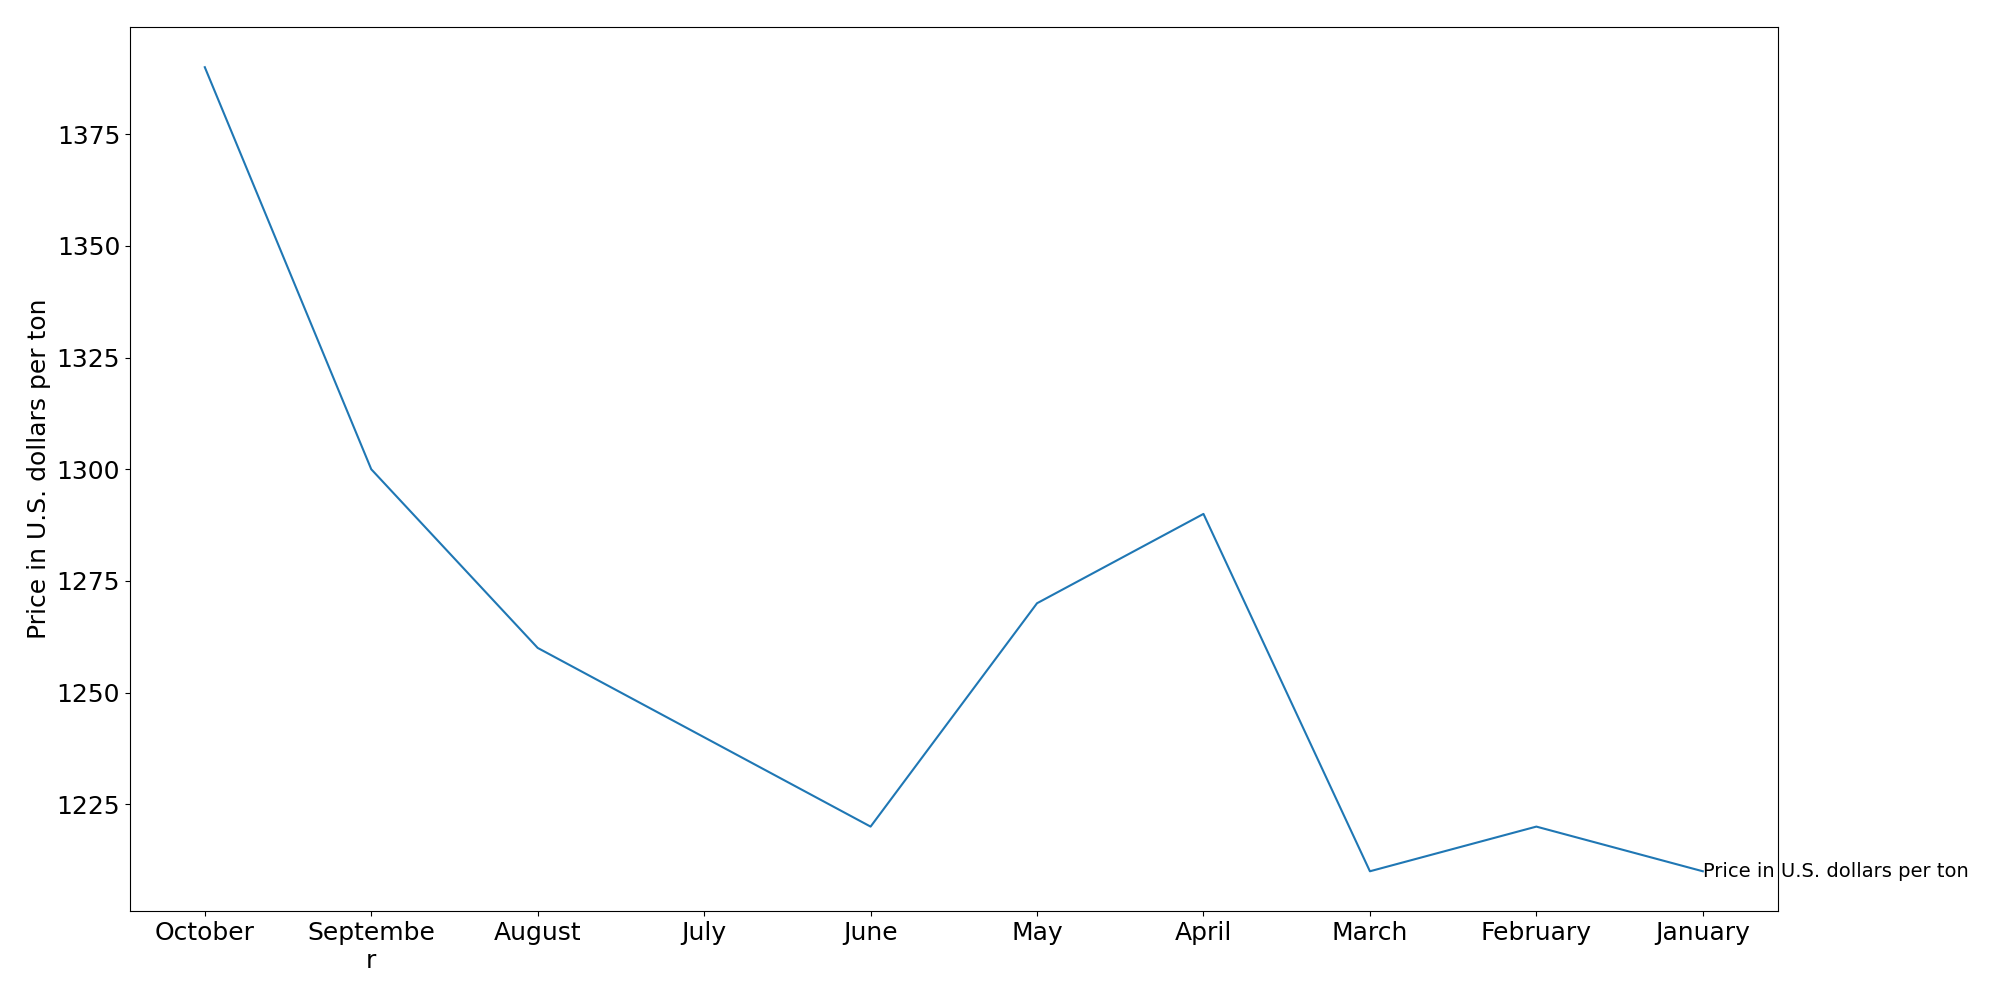 Price in U.S. dollars per ton
1375
1350
1325
1300
1275
1250
1225
October
Septembe
r
August
July
June
May
April
March
February
January
Price in U.S. dollars per ton